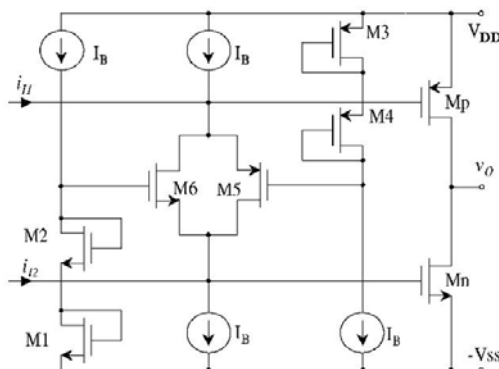 M3
V_DD
I_B
I_B
i_I1
Mp
M4
v_O
M6
M5
M2
i_I2
Mn
M1
I_B
I_B
-V_SS